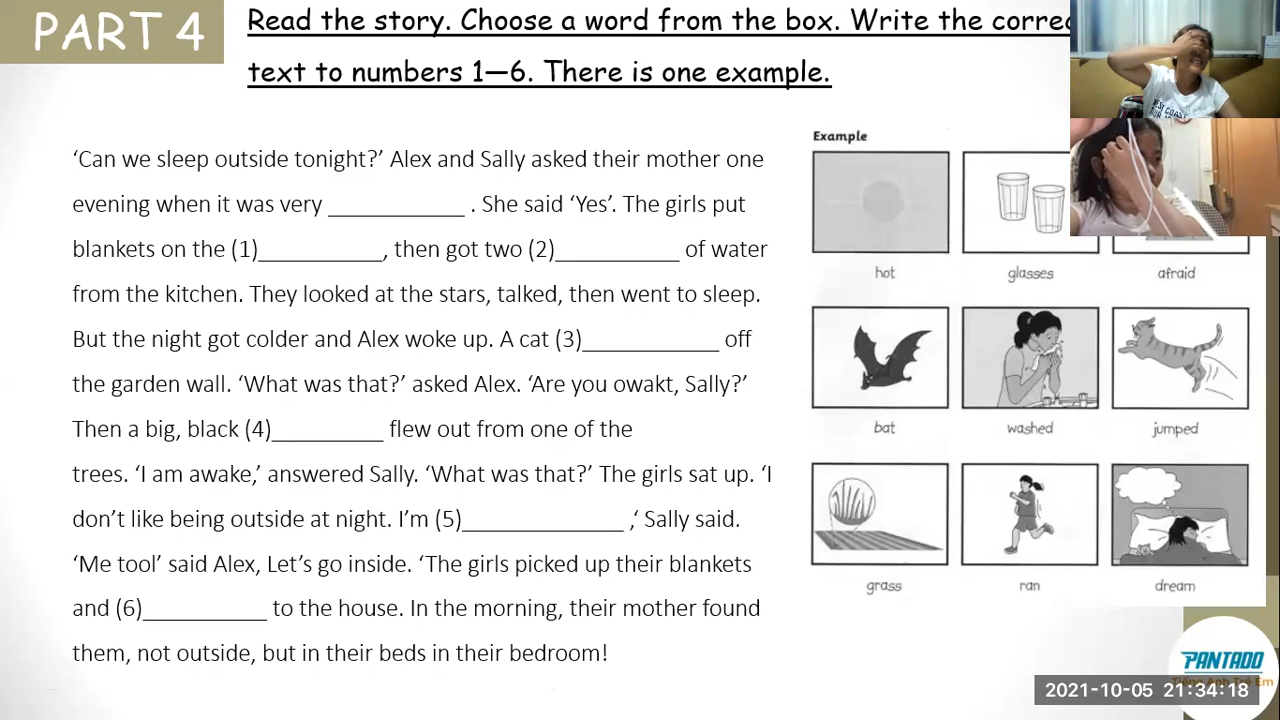 PART 4
Read the story. Choose a word from the box. Write the correc
text to numbers 1—6. There is one example.
‘Can we sleep outside tonight?’ Alex and Sally asked their mother one
evening when it was very ___________ . She said ‘Yes’. The girls put
blankets on the (1)__________, then got two (2)__________ of water
from the kitchen. They looked at the stars, talked, then went to sleep.
But the night got colder and Alex woke up. A cat (3)___________ off
the garden wall. ‘What was that?’ asked Alex. ‘Are you owakt, Sally?’
Then a big, black (4)_________ flew out from one of the
trees. ‘I am awake,’ answered Sally. ‘What was that?’ The girls sat up. ‘I
don’t like being outside at night. I’m (5)_____________ ,‘ Sally said.
‘Me tool’ said Alex, Let’s go inside. ‘The girls picked up their blankets
and (6)__________ to the house. In the morning, their mother found
them, not outside, but in their beds in their bedroom!
Example
hot glasses afraid
bat washed jumped
grass ran dream
PANTADO
Tiếng Anh Trẻ Em
2021-10-05 21:34:18